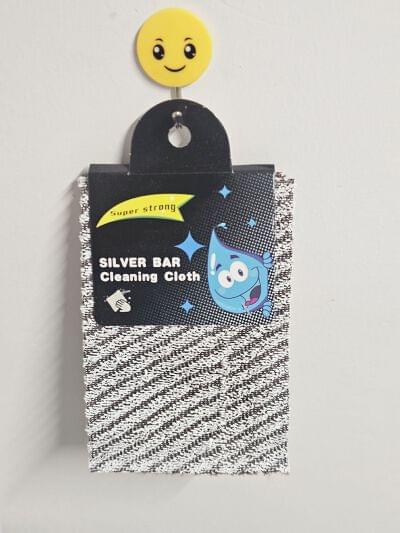 Super strong
SILVER BAR
Cleaning Cloth